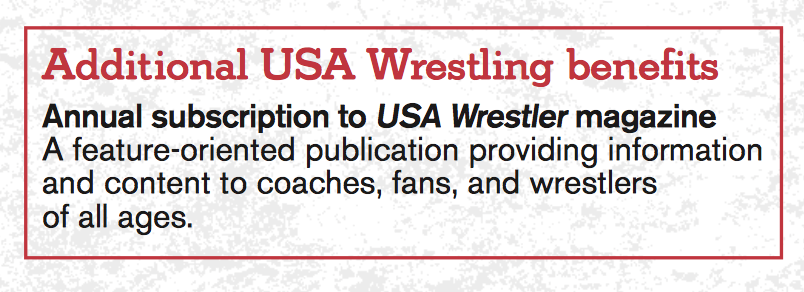 Additional USA Wrestling benefits
Annual subscription to USA Wrestler magazine
A feature-oriented publication providing information
and content to coaches, fans, and wrestlers
of all ages.